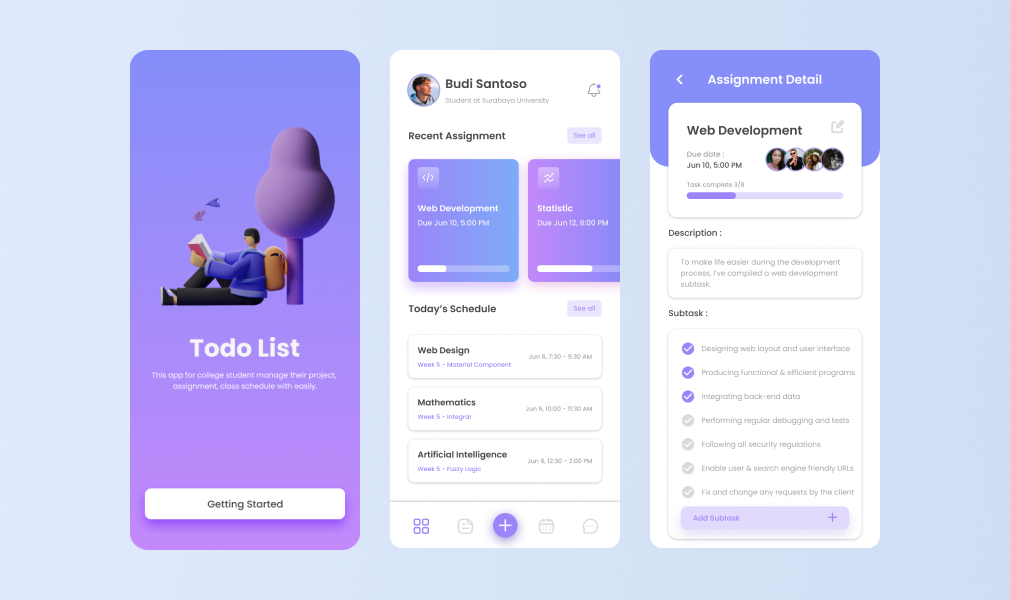 Todo List
This app for college student manage their project,
assignment, class schedule with easily.
Getting Started
Budi Santoso
Student at Surabaya University
Recent Assignment
See all
Web Development
Due Jun 10, 5:00 PM
Statistic
Due Jun 12, 8:00 PM
Today's Schedule
See all
Web Design
Week 5 - Material Component
Jun 6, 7:30 - 9:30 AM
Mathematics
Week 5 - Integral
Jun 6, 10:00 - 11:30 AM
Artificial Intelligence
Week 5 - Fuzzy Logic
Jun 6, 12:30 - 2:00 PM
Assignment Detail
Web Development
Due date :
Jun 10, 5:00 PM
Task complete 3/8
Description :
To make life easier during the development
process, I've compiled a web development
subtask.
Subtask :
Designing web layout and user interface
Producing functional & efficient programs
Integrating back-end data
Performing regular debugging and tests
Following all security regulations
Enable user & search engine friendly URLs
Fix and change any requests by the client
Add Subtask